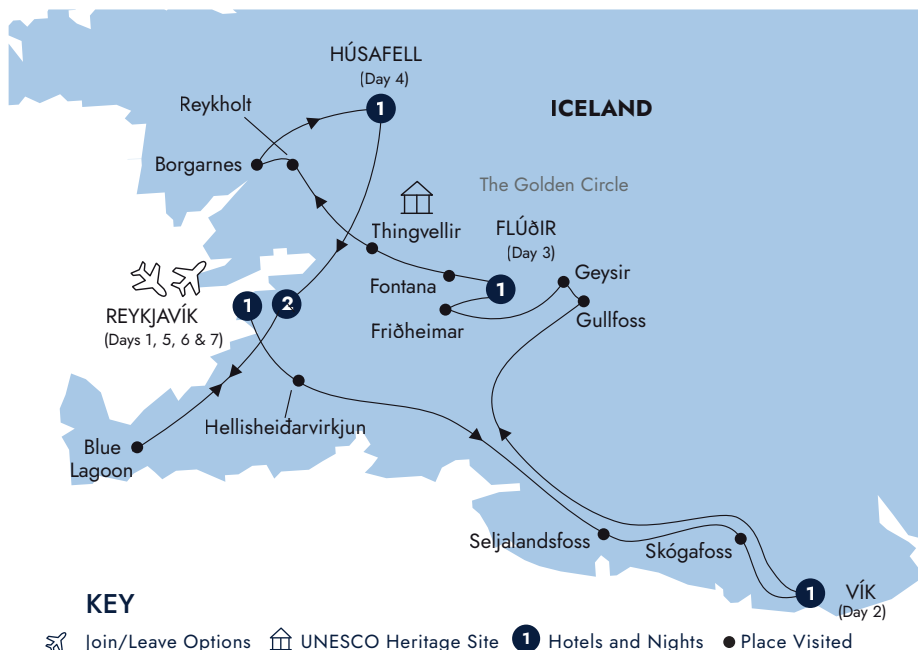 HÚSAFELL
(Day 4)
1
ICELAND
Reykholt
Borgarnes
The Golden Circle
Thingvellir
FLÚðIR
(Day 3)
Fontana
1
Geysir
Gullfoss
Friðheimar
REYKJAVÍK
(Days 1, 5, 6 & 7)
1
2
Hellisheiðarvirkjun
Blue
Lagoon
Seljalandsfoss
Skógafoss
1
VÍK
(Day 2)
KEY
Join/Leave Options
UNESCO Heritage Site
1 Hotels and Nights
Place Visited